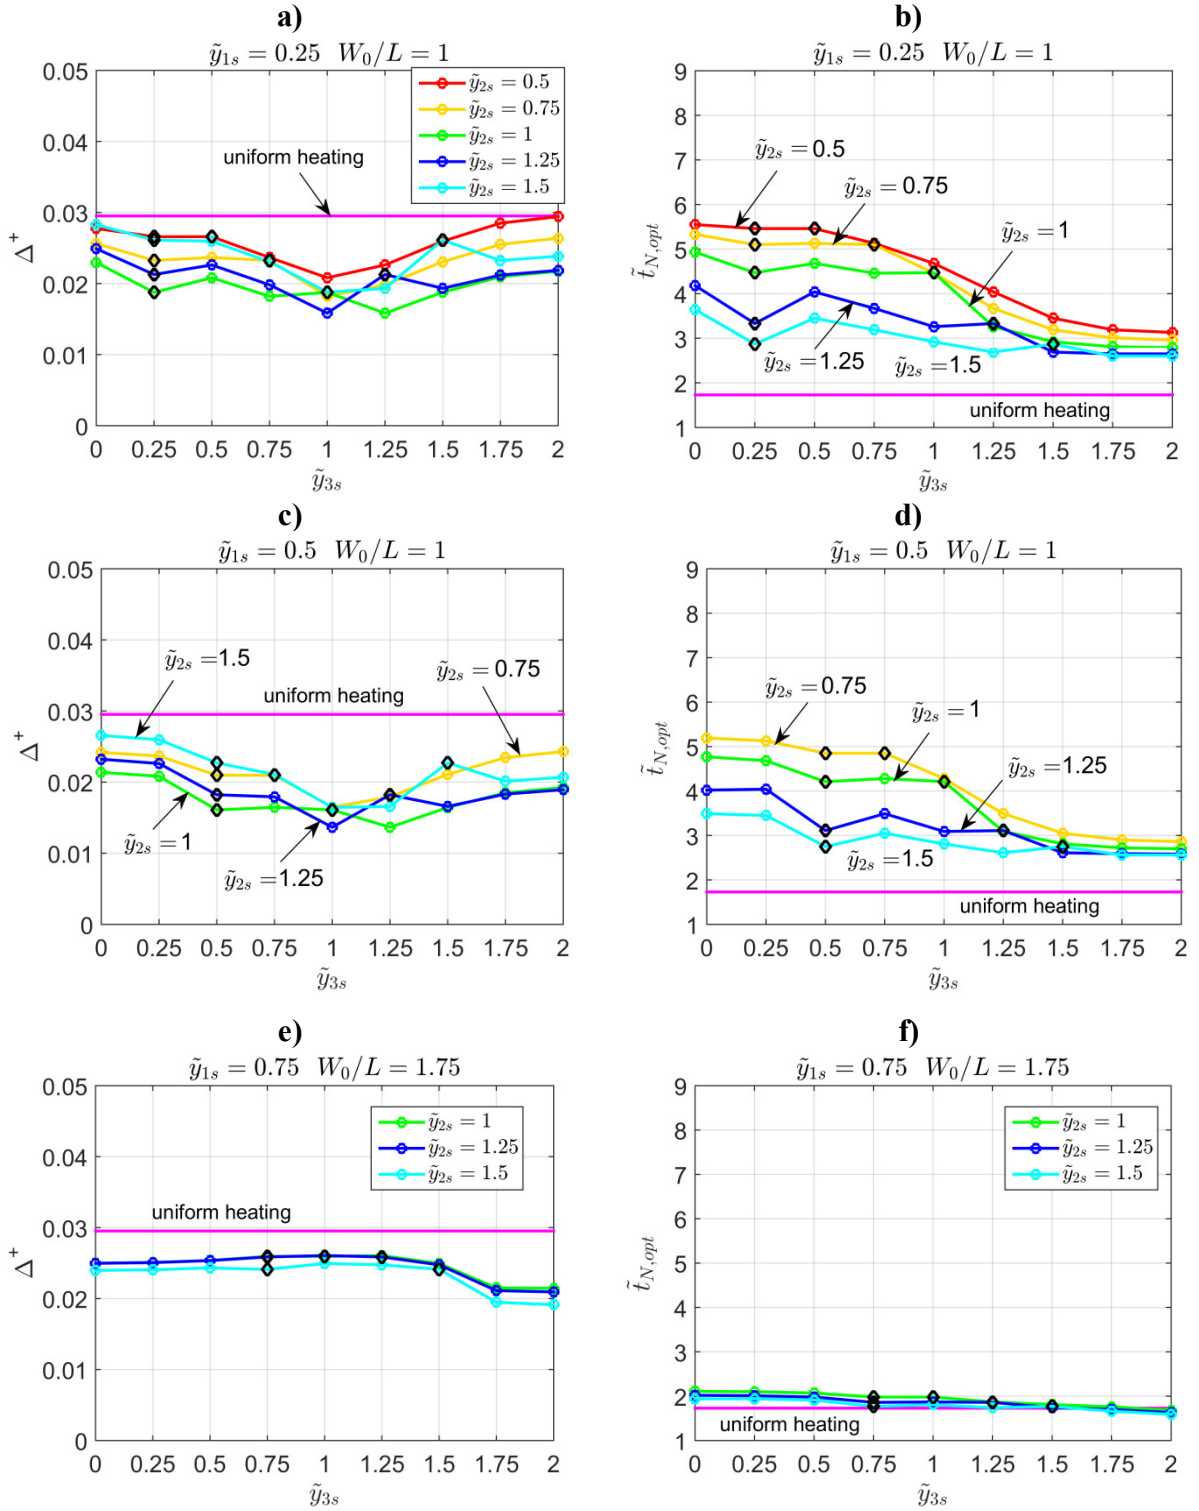 a)
ỹ₁ₛ = 0.25 W₀/L = 1
0.05
0.04
0.03
0.02
0.01
0
Δ⁺
ỹ₂ₛ = 0.5
ỹ₂ₛ = 0.75
ỹ₂ₛ = 1
ỹ₂ₛ = 1.25
ỹ₂ₛ = 1.5
uniform heating
0 0.25 0.5 0.75 1 1.25 1.5 1.75 2
ỹ₃ₛ
b)
ỹ₁ₛ = 0.25 W₀/L = 1
9
8
7
6
5
4
3
2
1
t̃_{N,opt}
ỹ₂ₛ = 0.5
ỹ₂ₛ = 0.75
ỹ₂ₛ = 1
ỹ₂ₛ = 1.25
ỹ₂ₛ = 1.5
uniform heating
0 0.25 0.5 0.75 1 1.25 1.5 1.75 2
ỹ₃ₛ
c)
ỹ₁ₛ = 0.5 W₀/L = 1
0.05
0.04
0.03
0.02
0.01
0
Δ⁺
ỹ₂ₛ = 1.5
ỹ₂ₛ = 0.75
uniform heating
ỹ₂ₛ = 1
ỹ₂ₛ = 1.25
0 0.25 0.5 0.75 1 1.25 1.5 1.75 2
ỹ₃ₛ
d)
ỹ₁ₛ = 0.5 W₀/L = 1
9
8
7
6
5
4
3
2
1
t̃_{N,opt}
ỹ₂ₛ = 0.75
ỹ₂ₛ = 1
ỹ₂ₛ = 1.25
ỹ₂ₛ = 1.5
uniform heating
0 0.25 0.5 0.75 1 1.25 1.5 1.75 2
ỹ₃ₛ
e)
ỹ₁ₛ = 0.75 W₀/L = 1.75
0.05
0.04
0.03
0.02
0.01
0
Δ⁺
ỹ₂ₛ = 1
ỹ₂ₛ = 1.25
ỹ₂ₛ = 1.5
uniform heating
0 0.25 0.5 0.75 1 1.25 1.5 1.75 2
ỹ₃ₛ
f)
ỹ₁ₛ = 0.75 W₀/L = 1.75
9
8
7
6
5
4
3
2
1
t̃_{N,opt}
ỹ₂ₛ = 1
ỹ₂ₛ = 1.25
ỹ₂ₛ = 1.5
uniform heating
0 0.25 0.5 0.75 1 1.25 1.5 1.75 2
ỹ₃ₛ